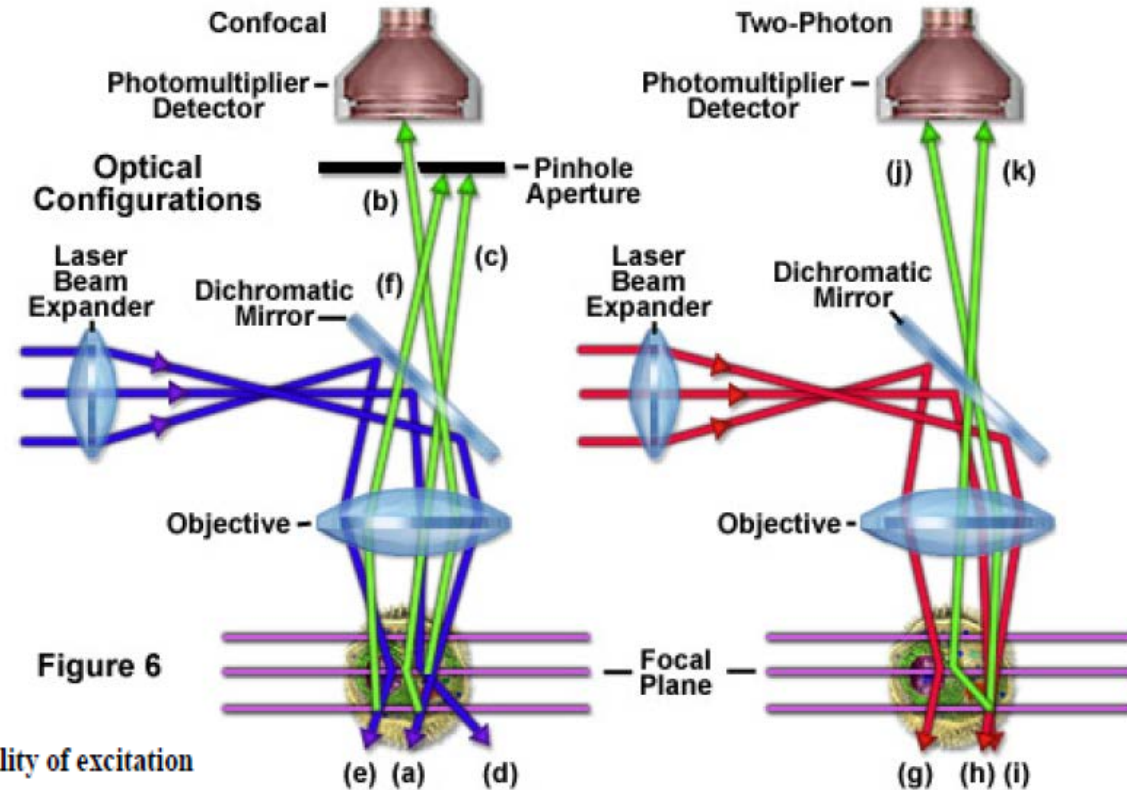 Confocal
Photomultiplier
Detector
Optical
Configurations
Pinhole
Aperture
(b)
(c)
(f)
Laser
Beam
Expander
Dichromatic
Mirror
Objective
Figure 6
(e) (a) (d)
Two-Photon
Photomultiplier
Detector
(j) (k)
Laser
Beam
Expander
Dichromatic
Mirror
Objective
Focal
Plane
(g) (h) (i)
lity of excitation